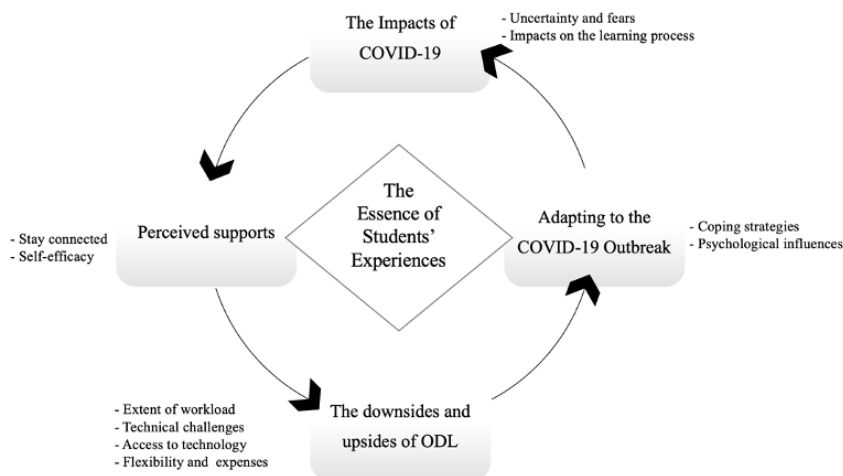 The Impacts of
COVID-19
- Uncertainty and fears
- Impacts on the learning process
The
Essence of
Students’
Experiences
Perceived supports
- Stay connected
- Self-efficacy
Adapting to the
COVID-19 Outbreak
- Coping strategies
- Psychological influences
- Extent of workload
- Technical challenges
- Access to technology
- Flexibility and expenses
The downsides and
upsides of ODL